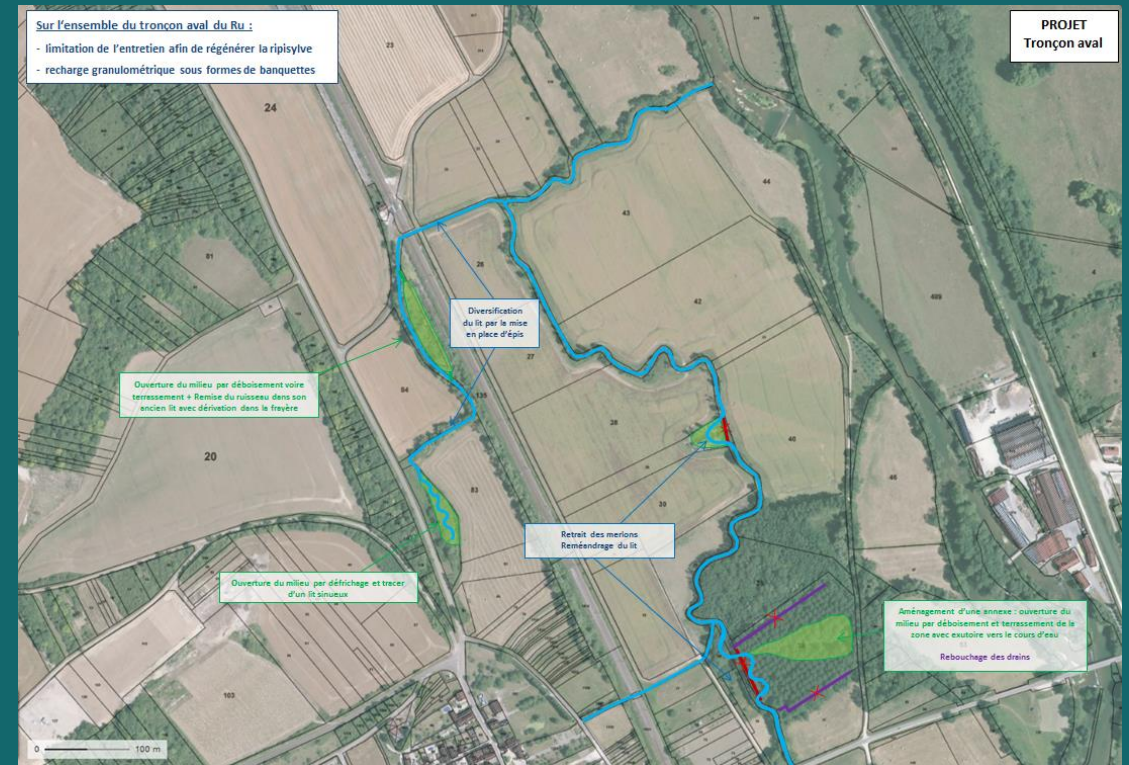 Sur l'ensemble du tronçon aval du Ru :
- limitation de l'entretien afin de régénérer la ripisylve
- recharge granulométrique sous formes de banquettes
PROJET
Tronçon aval
23
24
44
43
81
26
4
42
Diversification
du lit par la mise
en place d'épis
27
Ouverture du milieu par déboisement voire
terrassement + Remise du ruisseau dans son
ancien lit avec dérivation dans la frayère
84
139
28
40
20
46
83
30
Retrait des merlons
Reméandrage du lit
Ouverture du milieu par défrichage et tracer
d'un lit sinueux
Aménagement d'une annexe : ouverture du
milieu par déboisement et terrassement de la
zone avec exutoire vers le cours d'eau
Rebouchage des drains
103
0 100 m